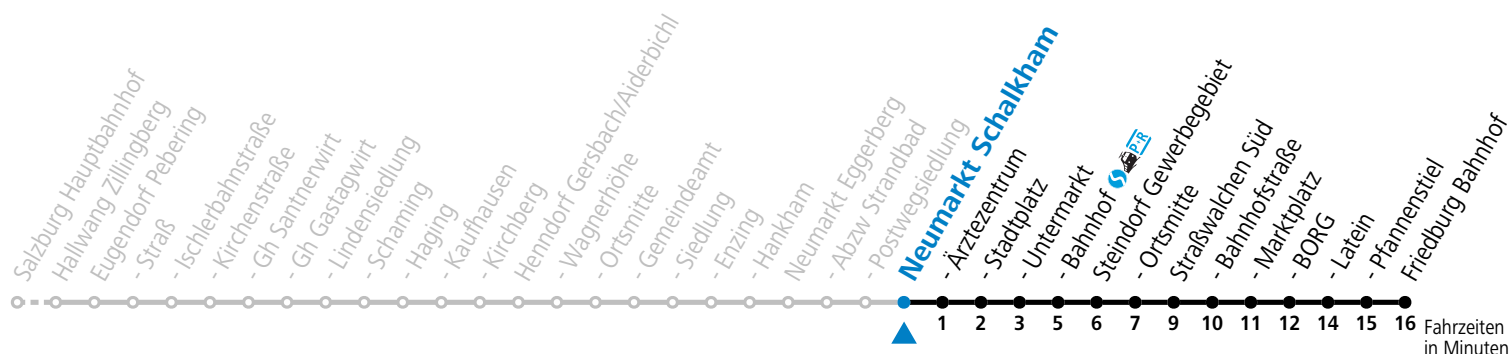 Salzburg Hauptbahnhof
Hallwang Zillingberg
Eugendorf Pebering
- Straß
- Ischlerbahnstraße
- Kirchenstraße
- Gh Santnerwirt
- Gh Gastagwirt
- Lindensiedlung
- Schaming
- Haging
- Kaufhausen
- Kirchberg
Henndorf Gersbach/Aiderbichl
- Wagnerhöhe
- Ortsmitte
- Gemeindeamt
- Siedlung
- Enzing
- Hankham
Neumarkt Eggerberg
- Abzw Strandbad
- Postwegsiedlung
Neumarkt Schalkham
- Ärztezentrum
- Stadtplatz
- Untermarkt
- Bahnhof S P+R
Steindorf Gewerbegebiet
- Ortsmitte
Straßwalchen Süd
- Bahnhofstraße
- Marktplatz
- BORG
- Latein
- Pfannenstiel
Friedburg Bahnhof
1 2 3 5 6 7 9 10 11 12 14 15 16 Fahrzeiten
in Minuten